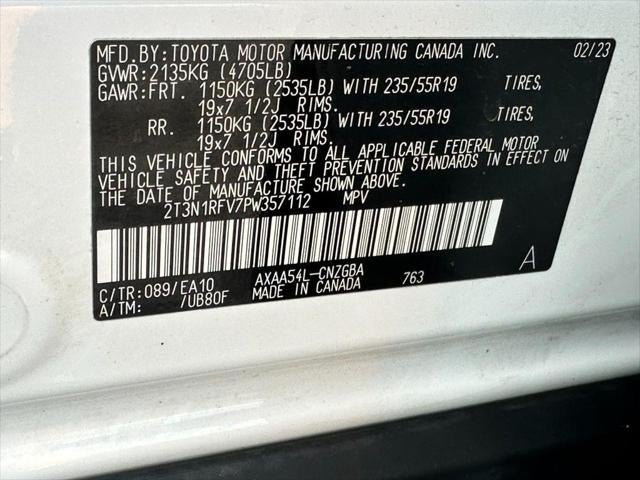 MFD. BY: TOYOTA MOTOR MANUFACTURING CANADA INC. 02/23
GVWR: 2135KG (4705LB)
GAWR: FRT. 1150KG (2535LB) WITH 235/55R19 TIRES,
19x7 1/2J RIMS.
RR. 1150KG (2535LB) WITH 235/55R19 TIRES,
19x7 1/2J RIMS.
THIS VEHICLE CONFORMS TO ALL APPLICABLE FEDERAL MOTOR
VEHICLE SAFETY AND THEFT PREVENTION STANDARDS IN EFFECT ON
THE DATE OF MANUFACTURE SHOWN ABOVE.
2T3N1RFV7PW357112 MPV
C/TR: 089/EA10 AXAA54L-CNZGBA 763 A
A/TM: /UB80F MADE IN CANADA